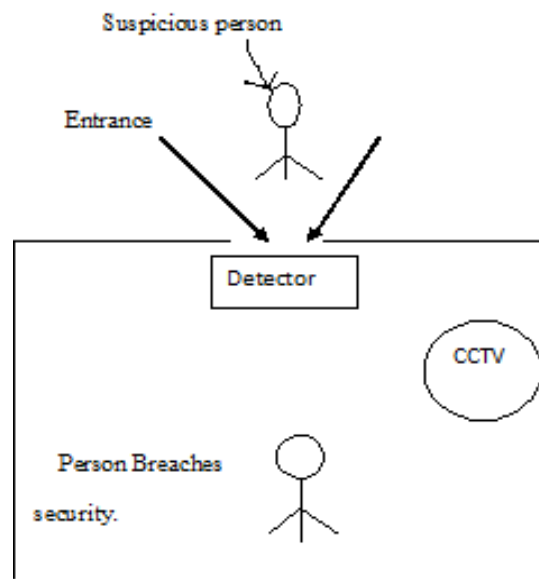 Suspicious person
Entrance
Detector
CCTV
Person Breaches
security.